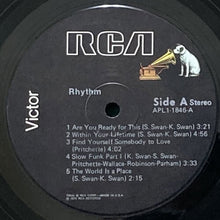 RCA
Victor
Rhythm
Side A Stereo
APL1-1846-A
1 Are You Ready for This (S. Swan-K. Swan) 7:21
2 Within Your Lifetime (S. Swan-K. Swan) 4:56
3 Find Yourself Somebody to Love
(Pritchette) 4:02
4 Slow Funk Part I (K. Swan-S. Swan-
Pritchette-Wallace-Robinson-Parham) 3:33
5 The World Is a Place
(S. Swan-K. Swan) 3:41